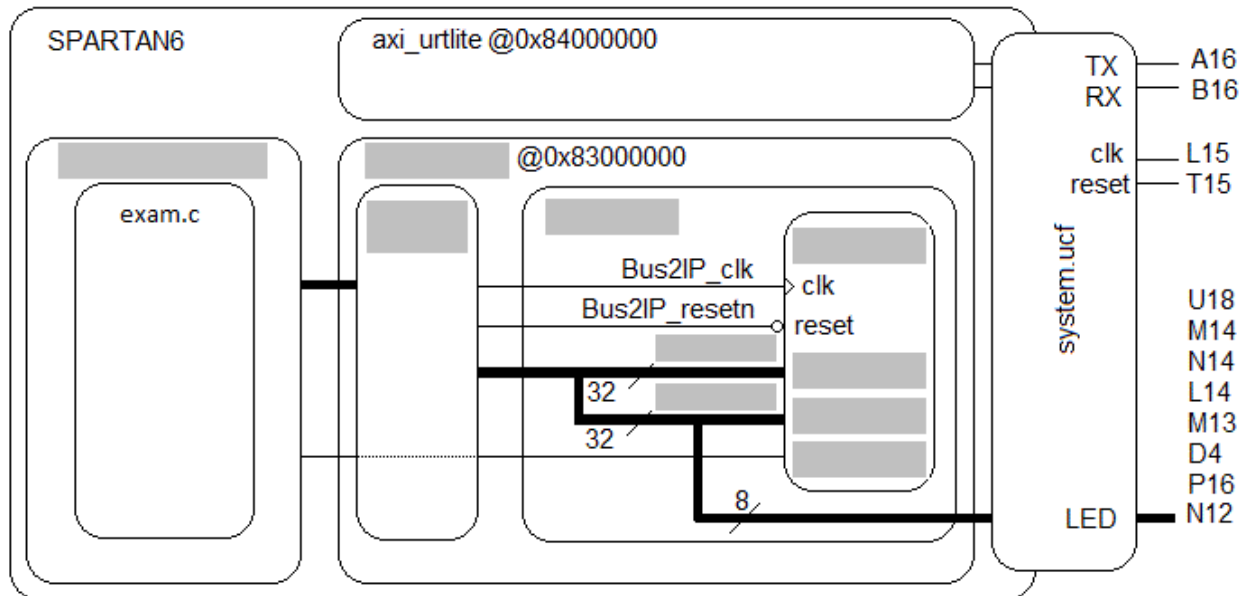 SPARTAN6
axi_urtlite @0x84000000
TX
A16
RX
B16
@0x83000000
clk
L15
reset
T15
exam.c
Bus2IP_clk
clk
Bus2IP_resetn
reset
32
32
8
system.ucf
U18
M14
N14
L14
M13
D4
P16
LED
N12